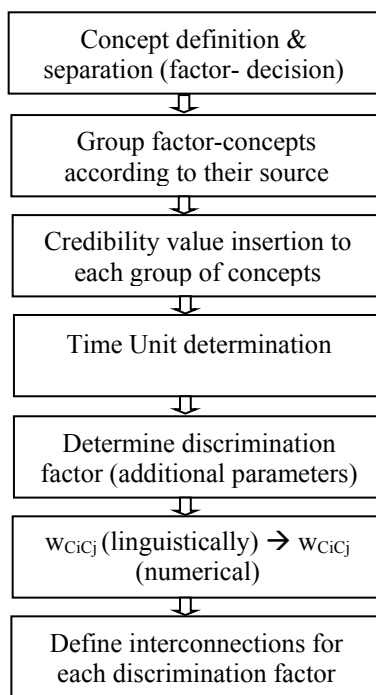 Concept definition &
separation (factor- decision)
Group factor-concepts
according to their source
Credibility value insertion to
each group of concepts
Time Unit determination
Determine discrimination
factor (additional parameters)
wCiCj (linguistically) → wCiCj
(numerical)
Define interconnections for
each discrimination factor